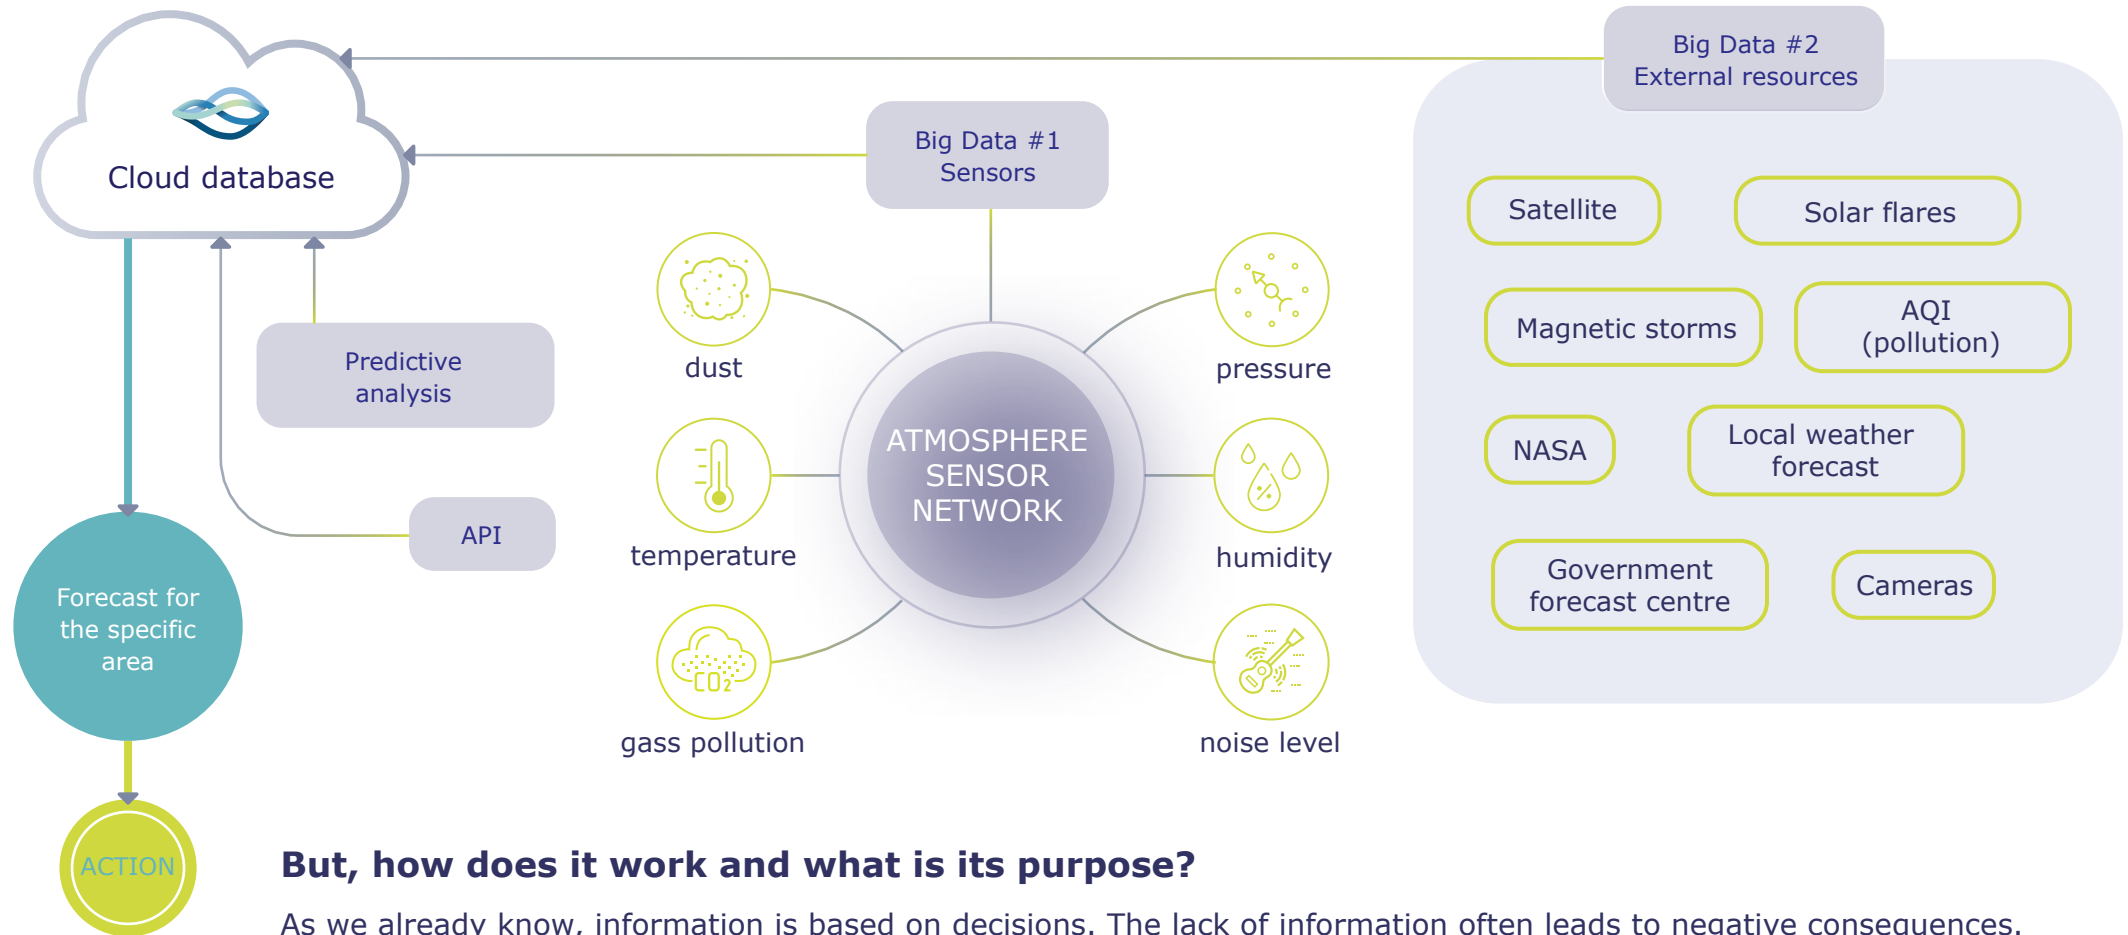 Big Data #2
External resources
Big Data #1
Sensors
Cloud database
Satellite
Solar flares
Magnetic storms
AQI
(pollution)
NASA
Local weather
forecast
Government
forecast centre
Cameras
Predictive
analysis
API
dust
pressure
ATMOSPHERE
SENSOR
NETWORK
temperature
humidity
CO2
gass pollution
noise level
Forecast for
the specific
area
ACTION
But, how does it work and what is its purpose?
As we already know, information is based on decisions. The lack of information often leads to negative consequences.